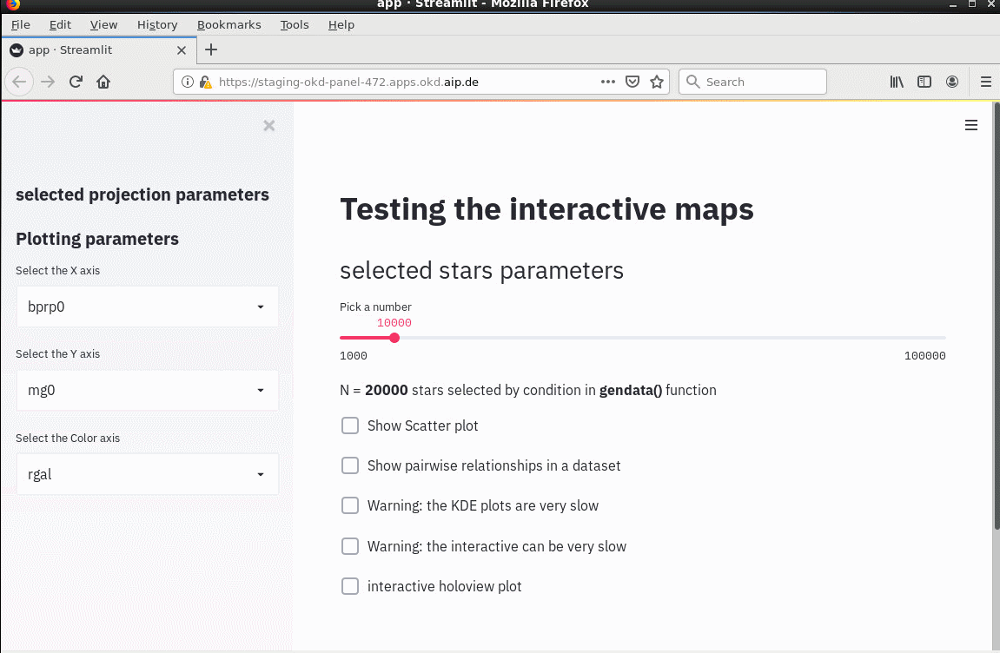 app · Streamlit - Mozilla Firefox
File Edit View History Bookmarks Tools Help
app · Streamlit
https://staging-okd-panel-472.apps.okd.aip.de
Search
selected projection parameters
Plotting parameters
Select the X axis
bprp0
Select the Y axis
mg0
Select the Color axis
rgal
Testing the interactive maps
selected stars parameters
Pick a number
10000
1000 100000
N = 20000 stars selected by condition in gendata() function
Show Scatter plot
Show pairwise relationships in a dataset
Warning: the KDE plots are very slow
Warning: the interactive can be very slow
interactive holoview plot